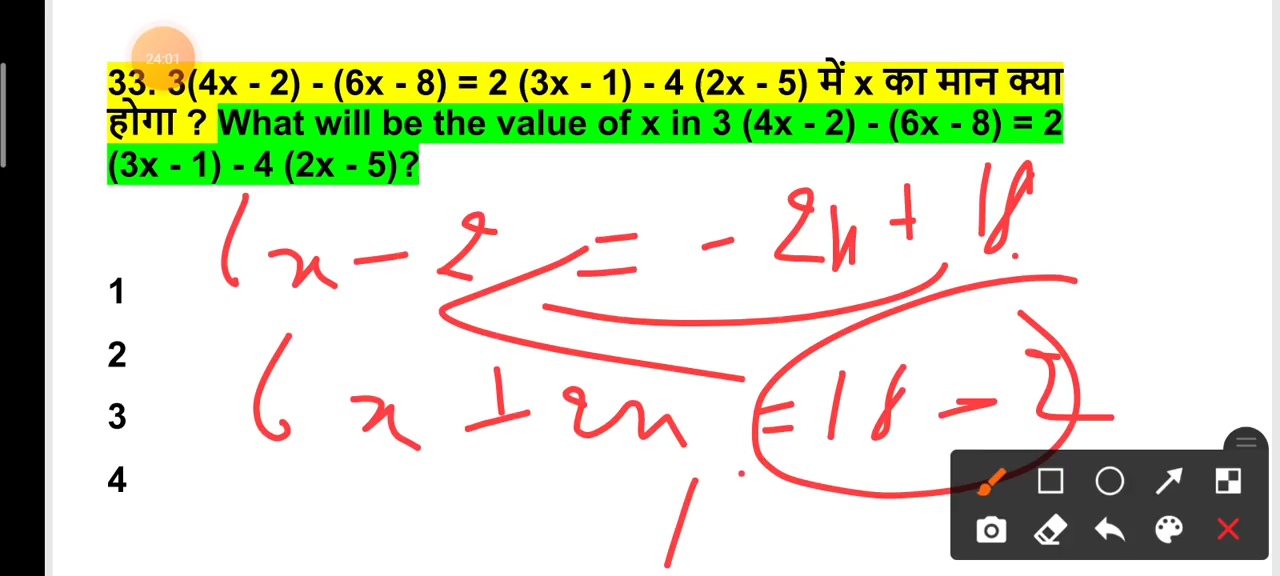 24:01
33. 3(4x - 2) - (6x - 8) = 2 (3x - 1) - 4 (2x - 5) में x का मान क्या
होगा ? What will be the value of x in 3 (4x - 2) - (6x - 8) = 2
(3x - 1) - 4 (2x - 5)?
6x - 2 = - 2x + 18
1
2
6x + 2x = 18 - 2
3
4